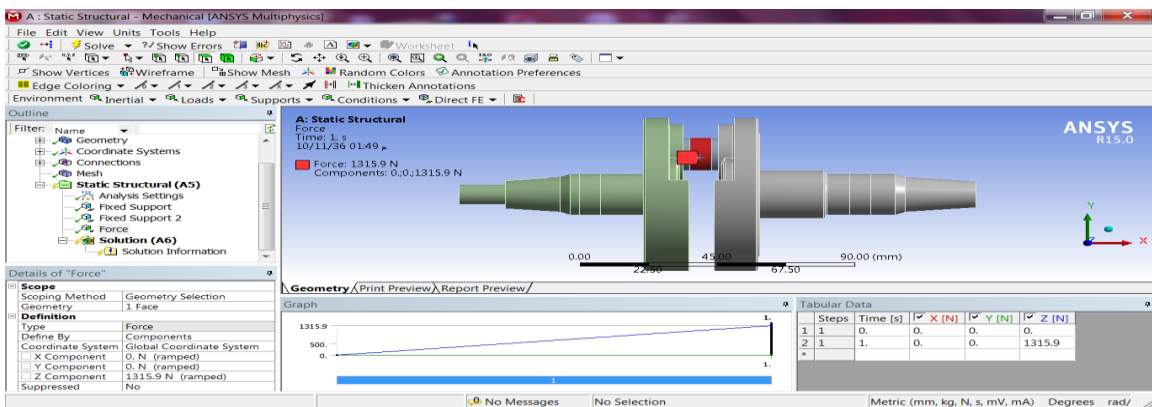 A : Static Structural - Mechanical [ANSYS Multiphysics]
File Edit View Units Tools Help
Solve ?/ Show Errors Worksheet
Show Vertices Wireframe Show Mesh Random Colors Annotation Preferences
Edge Coloring Thicken Annotations
Environment Inertial Loads Supports Conditions Direct FE
Outline
Filter: Name
Geometry
Coordinate Systems
Connections
Mesh
Static Structural (A5)
Analysis Settings
Fixed Support
Fixed Support 2
Force
Solution (A6)
Solution Information
Details of "Force"
Scope
Scoping Method Geometry Selection
Geometry 1 Face
Definition
Type Force
Define By Components
Coordinate System Global Coordinate System
X Component 0. N (ramped)
Y Component 0. N (ramped)
Z Component 1315.9 N (ramped)
Suppressed No
A: Static Structural
Force
Time: 1. s
10/11/36 01:49 م
Force: 1315.9 N
Components: 0.;0.;1315.9 N
ANSYS
R15.0
Y
Z X
0.00 45.00 90.00 (mm)
22.50 67.50
Geometry Print Preview Report Preview
Graph
1.
1315.9
500.
0.
1.
1
Tabular Data
Steps Time [s] X [N] Y [N] Z [N]
1 1 0. 0. 0. 0.
2 1 1. 0. 0. 1315.9
*
No Messages No Selection Metric (mm, kg, N, s, mV, mA) Degrees rad/